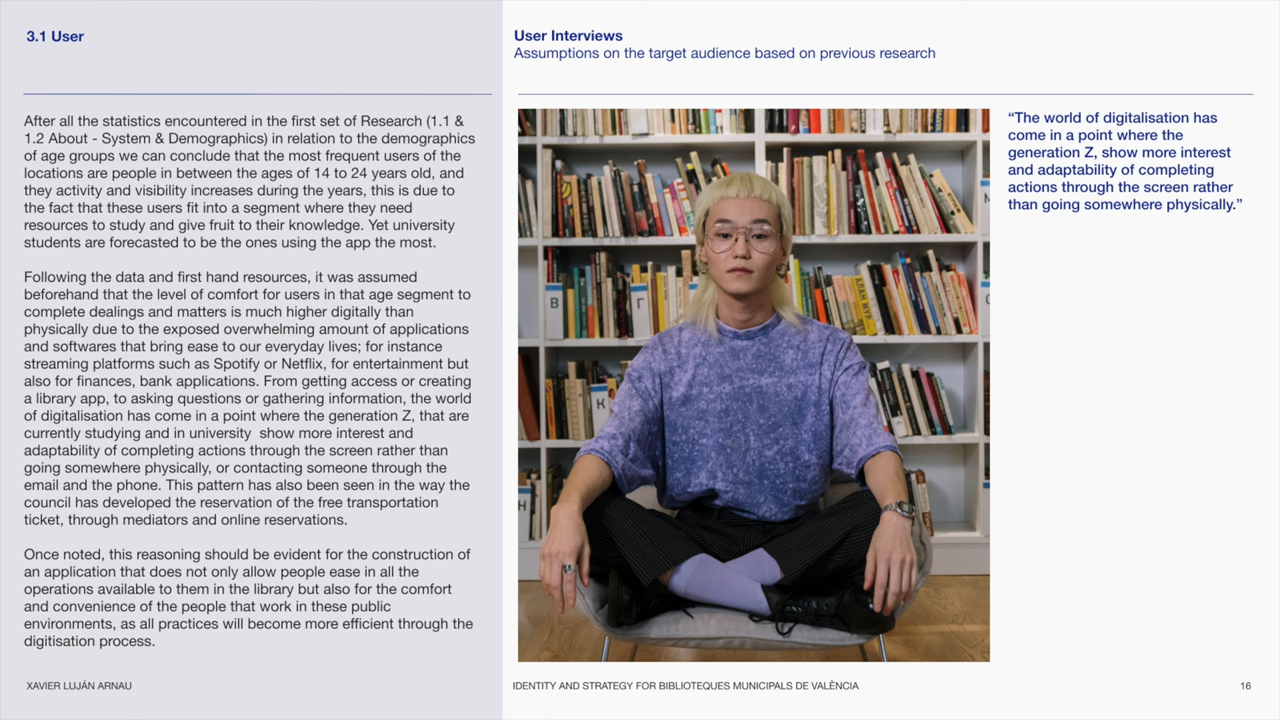 3.1 User
User Interviews
Assumptions on the target audience based on previous research
After all the statistics encountered in the first set of Research (1.1 &
1.2 About - System & Demographics) in relation to the demographics
of age groups we can conclude that the most frequent users of the
locations are people in between the ages of 14 to 24 years old, and
they activity and visibility increases during the years, this is due to
the fact that these users fit into a segment where they need
resources to study and give fruit to their knowledge. Yet university
students are forecasted to be the ones using the app the most.
Following the data and first hand resources, it was assumed
beforehand that the level of comfort for users in that age segment to
complete dealings and matters is much higher digitally than
physically due to the exposed overwhelming amount of applications
and softwares that bring ease to our everyday lives; for instance
streaming platforms such as Spotify or Netflix, for entertainment but
also for finances, bank applications. From getting access or creating
a library app, to asking questions or gathering information, the world
of digitalisation has come in a point where the generation Z, that are
currently studying and in university  show more interest and
adaptability of completing actions through the screen rather than
going somewhere physically, or contacting someone through the
email and the phone. This pattern has also been seen in the way the
council has developed the reservation of the free transportation
ticket, through mediators and online reservations.
Once noted, this reasoning should be evident for the construction of
an application that does not only allow people ease in all the
operations available to them in the library but also for the comfort
and convenience of the people that work in these public
environments, as all practices will become more efficient through the
digitisation process.
В
Г
К
Н
“The world of digitalisation has
come in a point where the
generation Z, show more interest
and adaptability of completing
actions through the screen rather
than going somewhere physically.”
XAVIER LUJÁN ARNAU
IDENTITY AND STRATEGY FOR BIBLIOTEQUES MUNICIPALS DE VALÈNCIA
16